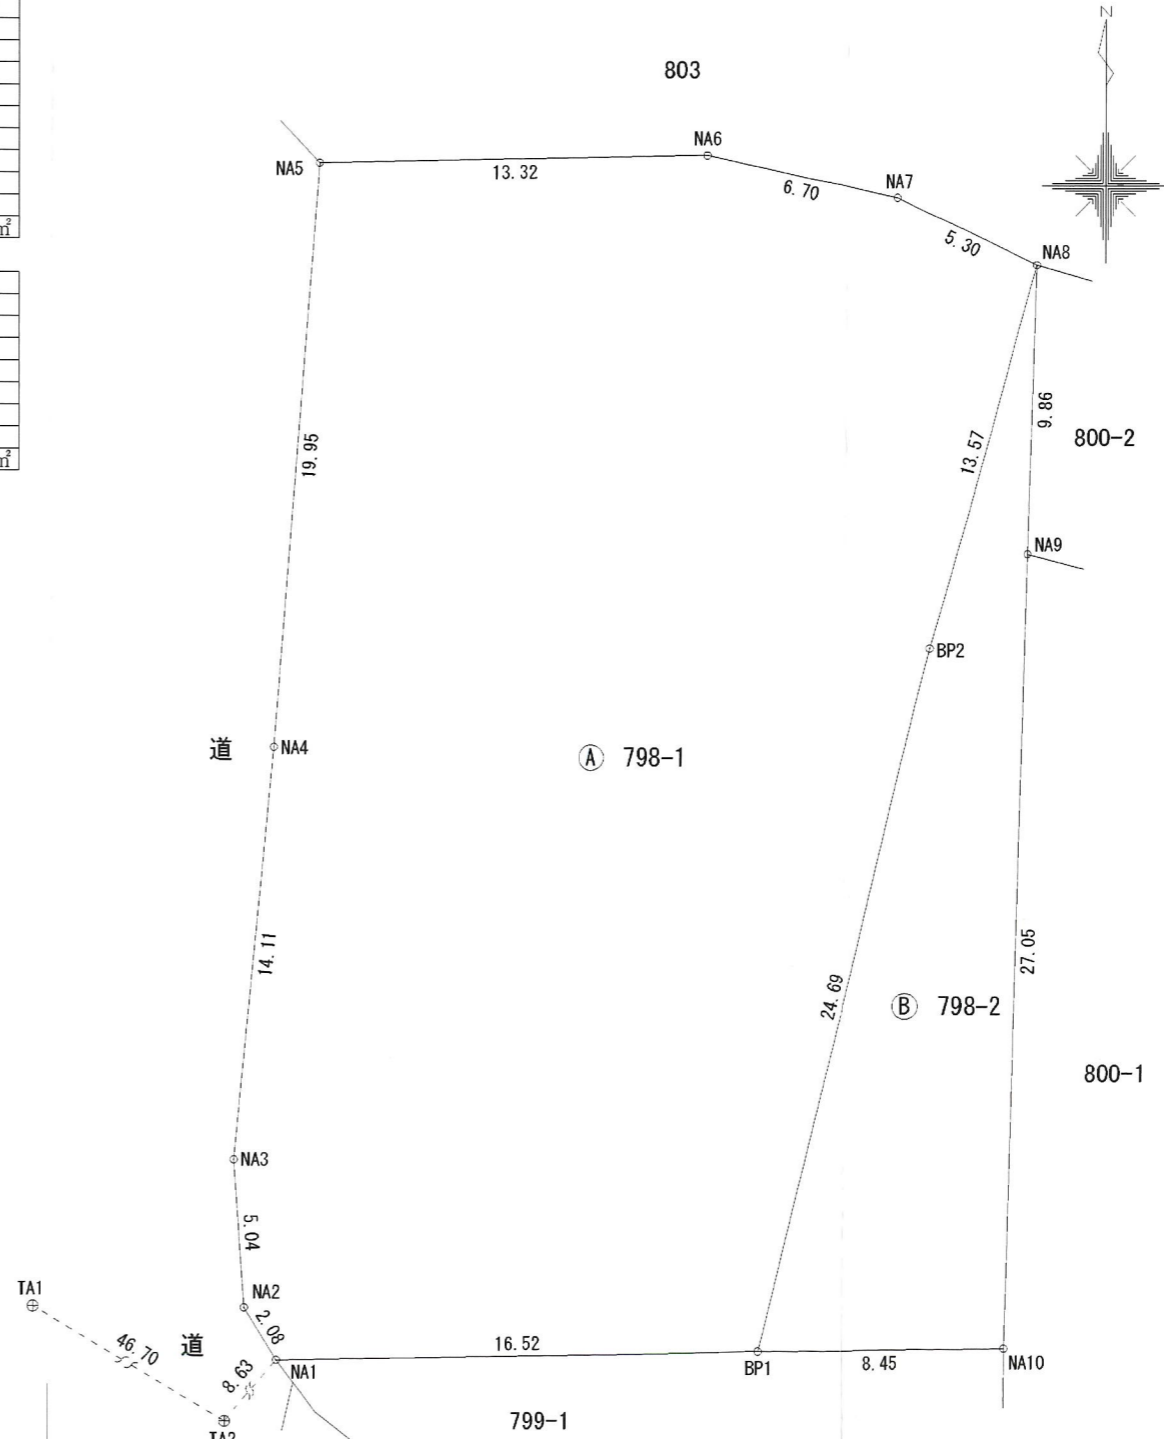 N
803
NA6
NA5
13.32
NA7
6.70
m²
5.30
NA8
9.86
800-2
13.57
19.95
m²
NA9
BP2
道
NA4
Ⓐ 798-1
14.11
27.05
24.69
Ⓑ 798-2
800-1
NA3
5.04
TA1
NA2
2.08
46.70
道
16.52
8.63
NA1
BP1
8.45
NA10
799-1
TA2